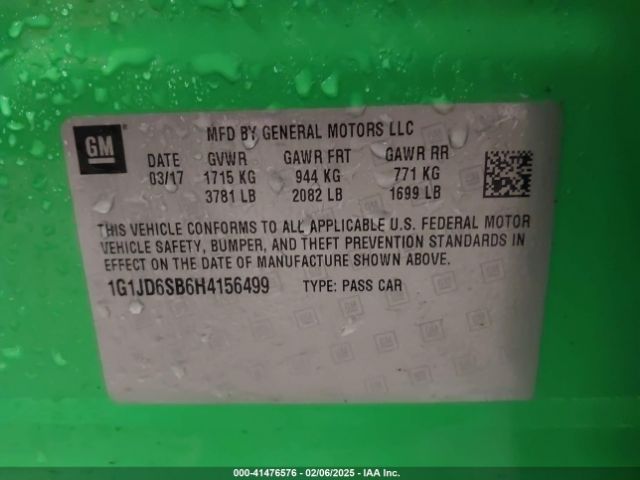 GM
MFD BY GENERAL MOTORS LLC
DATE GVWR GAWR FRT GAWR RR
03/17 1715 KG 944 KG 771 KG
3781 LB 2082 LB 1699 LB
THIS VEHICLE CONFORMS TO ALL APPLICABLE U.S. FEDERAL MOTOR
VEHICLE SAFETY, BUMPER, AND THEFT PREVENTION STANDARDS IN
EFFECT ON THE DATE OF MANUFACTURE SHOWN ABOVE.
1G1JD6SB6H4156499 TYPE: PASS CAR
000-41476576 - 02/06/2025 - IAA Inc.